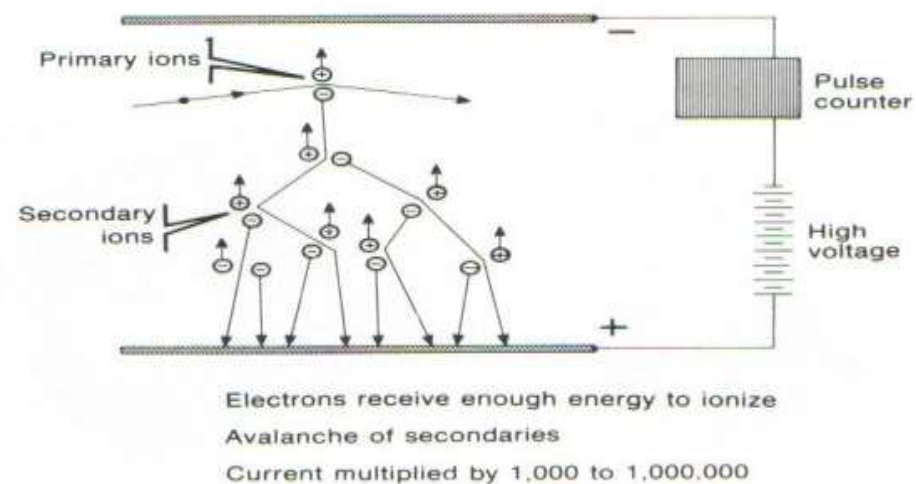 −
Primary ions
Pulse
counter
Secondary
ions
High
voltage
+
Electrons receive enough energy to ionize
Avalanche of secondaries
Current multiplied by 1,000 to 1,000,000